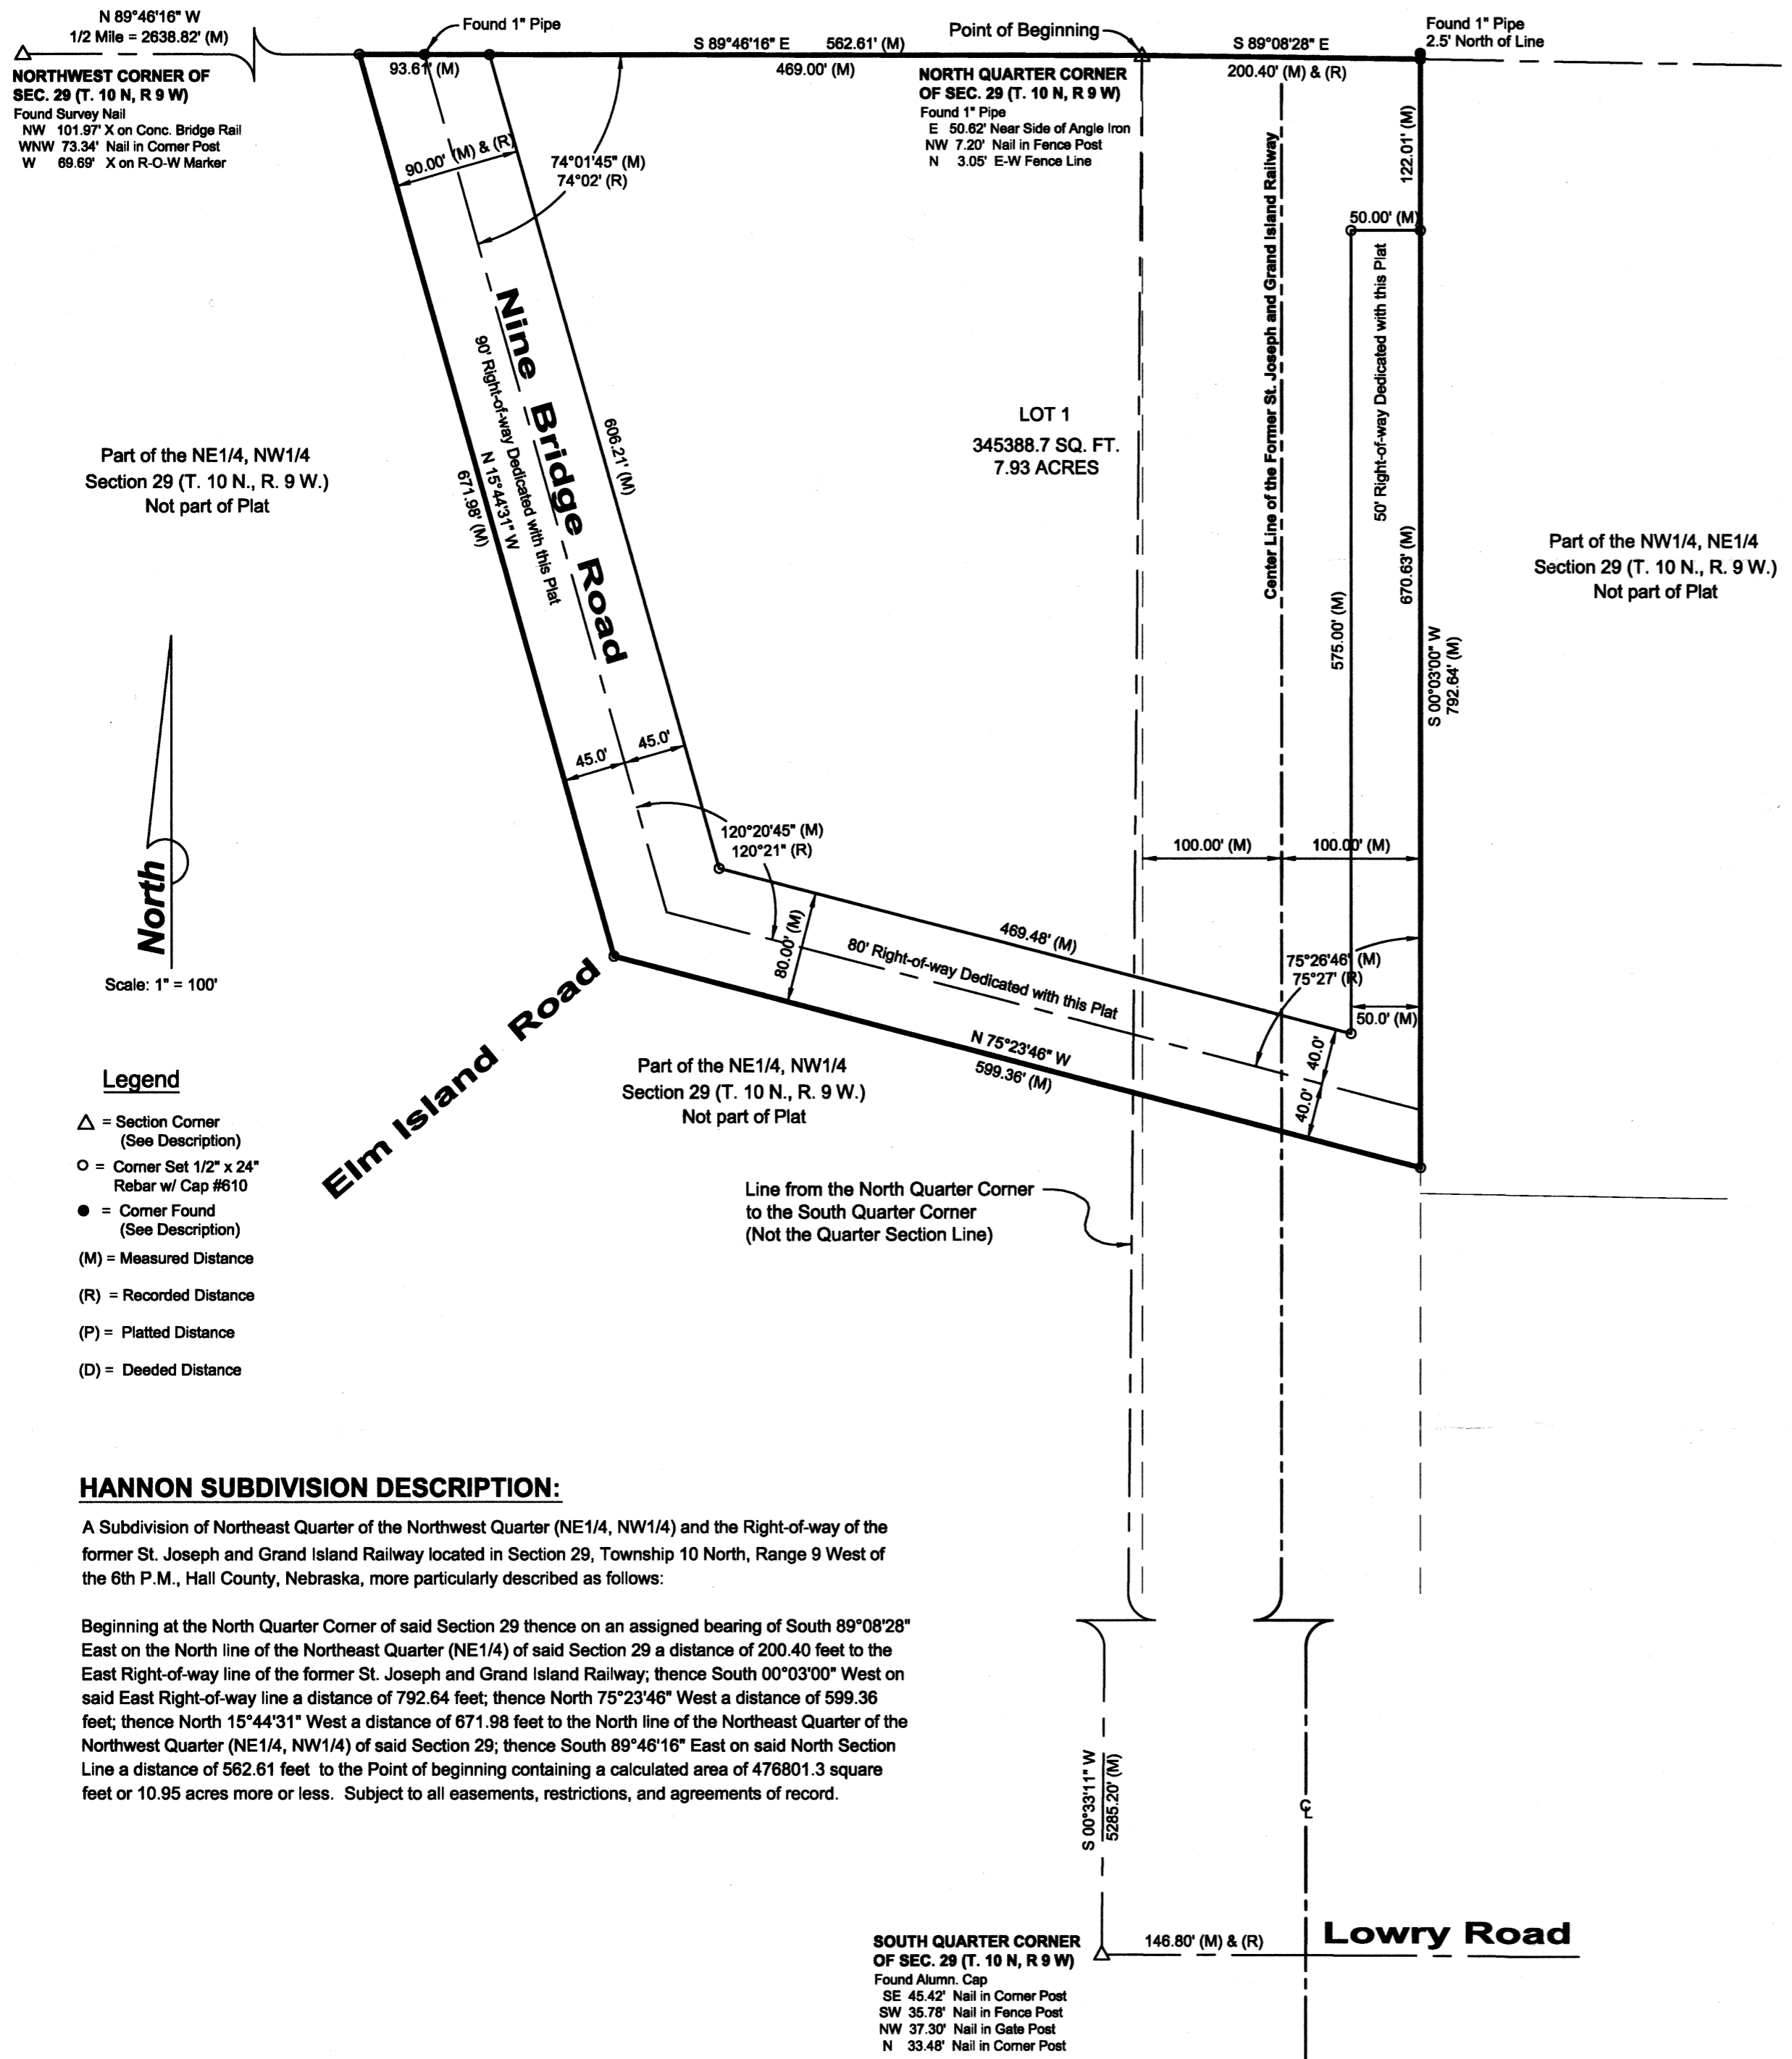 N 89°46'16" W
1/2 Mile = 2638.82' (M)
NORTHWEST CORNER OF
SEC. 29 (T. 10 N, R 9 W)
Found Survey Nail
NW 101.97' X on Conc. Bridge Rail
WNW 73.34' Nail in Corner Post
W 69.69' X on R-O-W Marker
Found 1" Pipe
93.61' (M)
S 89°46'16" E 562.61' (M)
469.00' (M)
Point of Beginning
NORTH QUARTER CORNER
OF SEC. 29 (T. 10 N, R 9 W)
Found 1" Pipe
E 50.62' Near Side of Angle Iron
NW 7.20' Nail in Fence Post
N 3.05' E-W Fence Line
S 89°08'28" E
200.40' (M) & (R)
Found 1" Pipe
2.5' North of Line
122.01' (M)
50.00' (M)
90.00' (M) & (R)
74°01'45" (M)
74°02' (R)
Nine Bridge Road
90' Right-of-way Dedicated with this Plat
N 15°44'31" W
671.98' (M)
606.21' (M)
LOT 1
345388.7 SQ. FT.
7.93 ACRES
Center Line of the Former St. Joseph and Grand Island Railway
50' Right-of-way Dedicated with this Plat
575.00' (M)
670.63' (M)
S 00°03'00" W
792.64' (M)
Part of the NE1/4, NW1/4
Section 29 (T. 10 N., R. 9 W.)
Not part of Plat
Part of the NW1/4, NE1/4
Section 29 (T. 10 N., R. 9 W.)
Not part of Plat
North
Scale: 1" = 100'
45.0'
45.0'
120°20'45" (M)
120°21" (R)
100.00' (M)
100.00' (M)
80.00' (M)
469.48' (M)
80' Right-of-way Dedicated with this Plat
75°26'46" (M)
75°27' (R)
50.0' (M)
40.0'
40.0'
N 75°23'46" W
599.36' (M)
Elm Island Road
Part of the NE1/4, NW1/4
Section 29 (T. 10 N., R. 9 W.)
Not part of Plat
Line from the North Quarter Corner
to the South Quarter Corner
(Not the Quarter Section Line)
Legend
= Section Corner
(See Description)
= Corner Set 1/2" x 24"
Rebar w/ Cap #610
= Corner Found
(See Description)
(M) = Measured Distance
(R) = Recorded Distance
(P) = Platted Distance
(D) = Deeded Distance
HANNON SUBDIVISION DESCRIPTION:
A Subdivision of Northeast Quarter of the Northwest Quarter (NE1/4, NW1/4) and the Right-of-way of the
former St. Joseph and Grand Island Railway located in Section 29, Township 10 North, Range 9 West of
the 6th P.M., Hall County, Nebraska, more particularly described as follows:
Beginning at the North Quarter Corner of said Section 29 thence on an assigned bearing of South 89°08'28"
East on the North line of the Northeast Quarter (NE1/4) of said Section 29 a distance of 200.40 feet to the
East Right-of-way line of the former St. Joseph and Grand Island Railway; thence South 00°03'00" West on
said East Right-of-way line a distance of 792.64 feet; thence North 75°23'46" West a distance of 599.36
feet; thence North 15°44'31" West a distance of 671.98 feet to the North line of the Northeast Quarter of the
Northwest Quarter (NE1/4, NW1/4) of said Section 29; thence South 89°46'16" East on said North Section
Line a distance of 562.61 feet to the Point of beginning containing a calculated area of 476801.3 square
feet or 10.95 acres more or less. Subject to all easements, restrictions, and agreements of record.
S 00°33'11" W
5285.20' (M)
CL
SOUTH QUARTER CORNER
OF SEC. 29 (T. 10 N, R 9 W)
Found Alumn. Cap
SE 45.42' Nail in Corner Post
SW 35.78' Nail in Fence Post
NW 37.30' Nail in Gate Post
N 33.48' Nail in Corner Post
146.80' (M) & (R)
Lowry Road